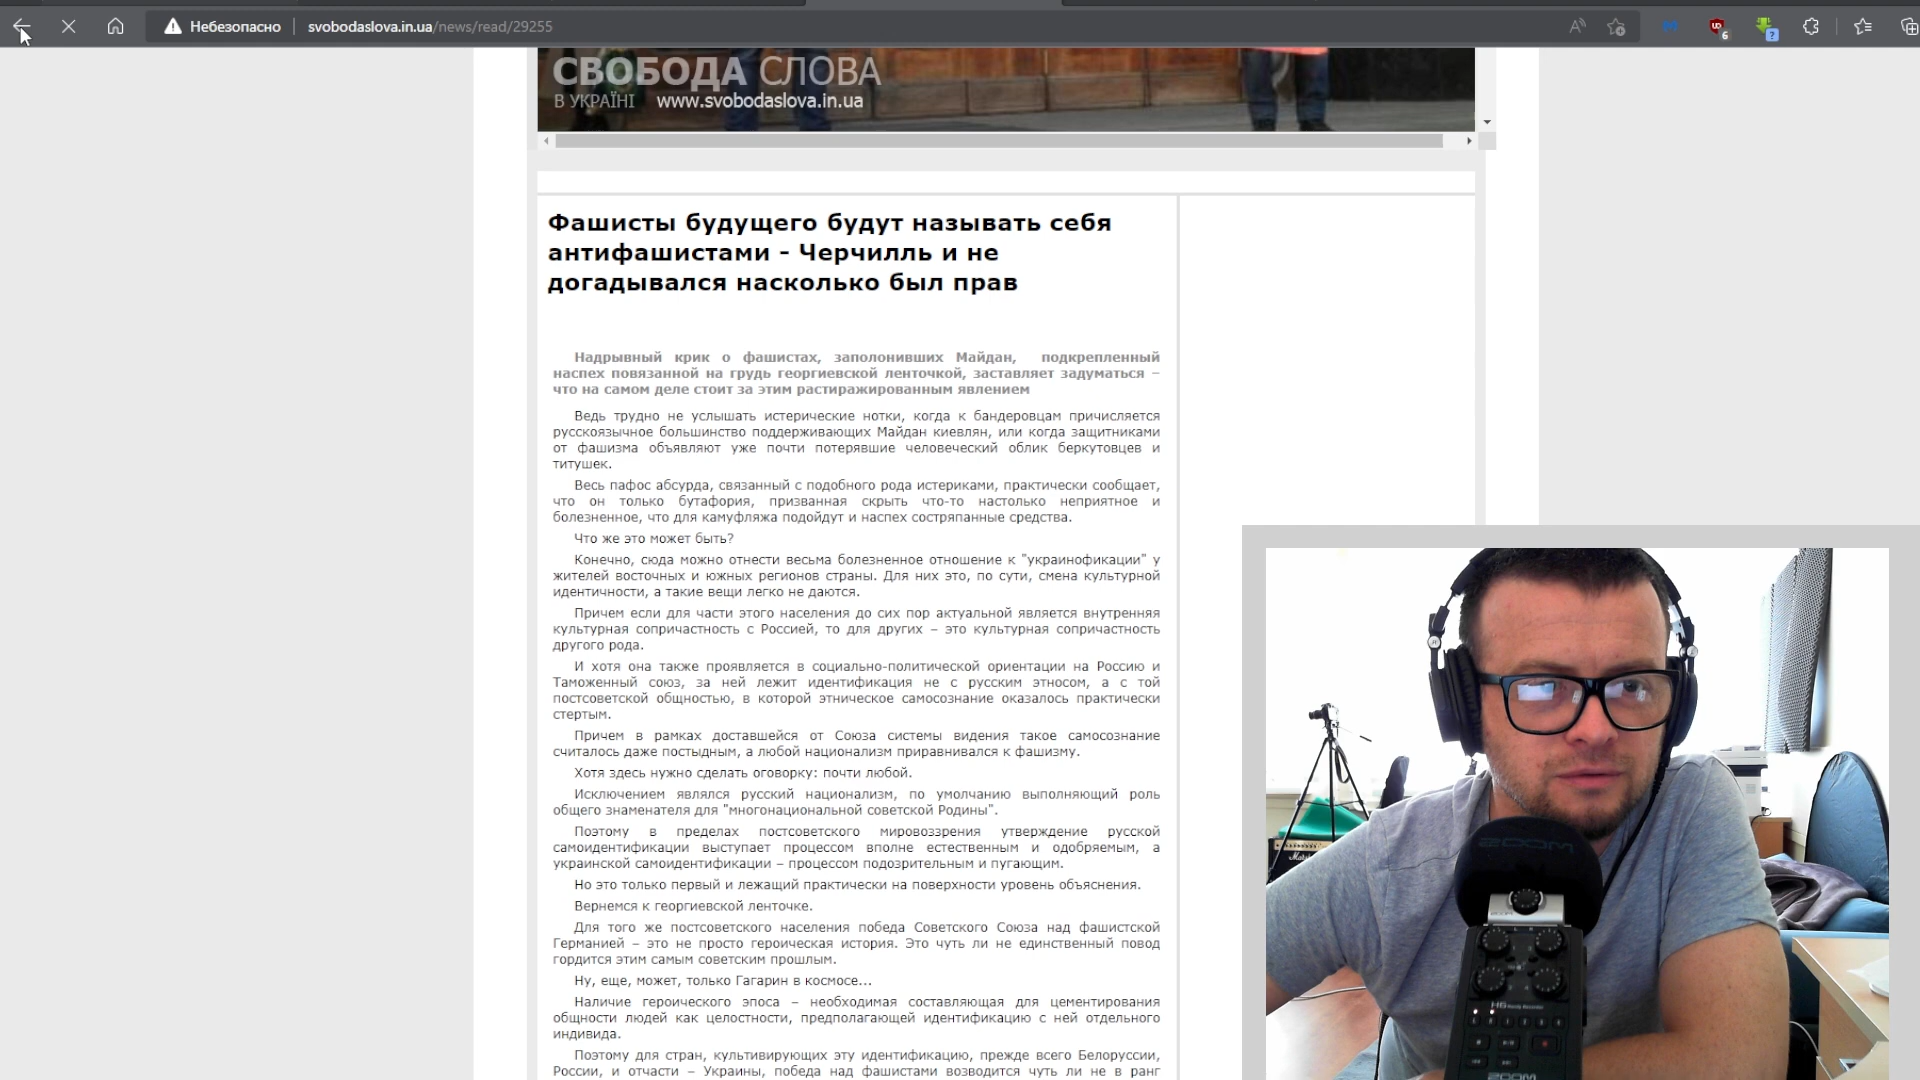 Небезопасно svobodaslova.in.ua/news/read/29255
6
?
СВОБОДА СЛОВА
В УКРАЇНІ www.svobodaslova.in.ua
Фашисты будущего будут называть себя
антифашистами - Черчилль и не
догадывался насколько был прав
Надрывный крик о фашистах, заполонивших Майдан, подкрепленный
наспех повязанной на грудь георгиевской ленточкой, заставляет задуматься –
что на самом деле стоит за этим растиражированным явлением
Ведь трудно не услышать истерические нотки, когда к бандеровцам причисляется
русскоязычное большинство поддерживающих Майдан киевлян, или когда защитниками
от фашизма объявляют уже почти потерявшие человеческий облик беркутовцев и
титушек.
Весь пафос абсурда, связанный с подобного рода истериками, практически сообщает,
что он только бутафория, призванная скрыть что-то настолько неприятное и
болезненное, что для камуфляжа подойдут и наспех состряпанные средства.
Что же это может быть?
Конечно, сюда можно отнести весьма болезненное отношение к "украинофикации" у
жителей восточных и южных регионов страны. Для них это, по сути, смена культурной
идентичности, а такие вещи легко не даются.
Причем если для части этого населения до сих пор актуальной является внутренняя
культурная сопричастность с Россией, то для других – это культурная сопричастность
другого рода.
И хотя она также проявляется в социально-политической ориентации на Россию и
Таможенный союз, за ней лежит идентификация не с русским этносом, а с той
постсоветской общностью, в которой этническое самосознание оказалось практически
стертым.
Причем в рамках доставшейся от Союза системы видения такое самосознание
считалось даже постыдным, а любой национализм приравнивался к фашизму.
Хотя здесь нужно сделать оговорку: почти любой.
Исключением являлся русский национализм, по умолчанию выполняющий роль
общего знаменателя для "многонациональной советской Родины".
Поэтому в пределах постсоветского мировоззрения утверждение русской
самоидентификации выступает процессом вполне естественным и одобряемым, а
украинской самоидентификации – процессом подозрительным и пугающим.
Но это только первый и лежащий практически на поверхности уровень объяснения.
Вернемся к георгиевской ленточке.
Для того же постсоветского населения победа Советского Союза над фашистской
Германией – это не просто героическая история. Это чуть ли не единственный повод
гордится этим самым советским прошлым.
Ну, еще, может, только Гагарин в космосе...
Наличие героического эпоса – необходимая составляющая для цементирования
общности людей как целостности, предполагающей идентификацию с ней отдельного
индивида.
Поэтому для стран, культивирующих эту идентификацию, прежде всего Белоруссии,
России, и отчасти – Украины, победа над фашистами возводится чуть ли не в ранг
Marshall
ZOOM
H6
ZOOM